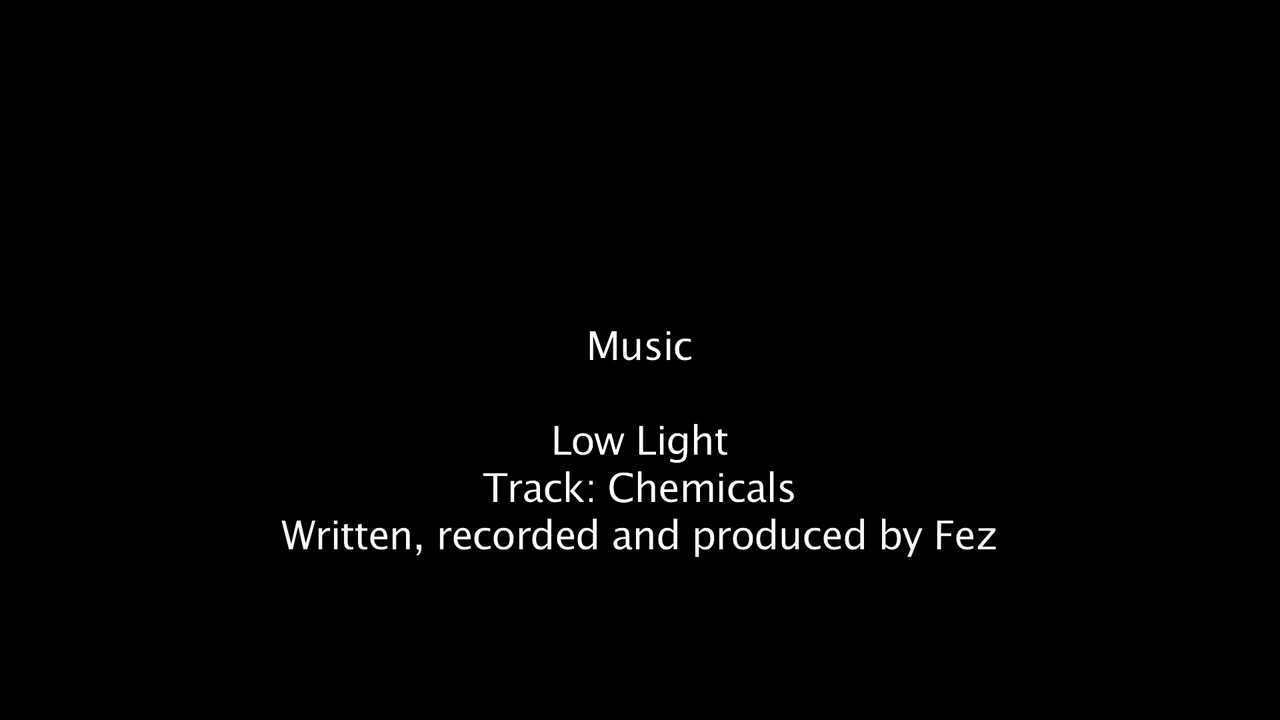 Music
Low Light
Track: Chemicals
Written, recorded and produced by Fez